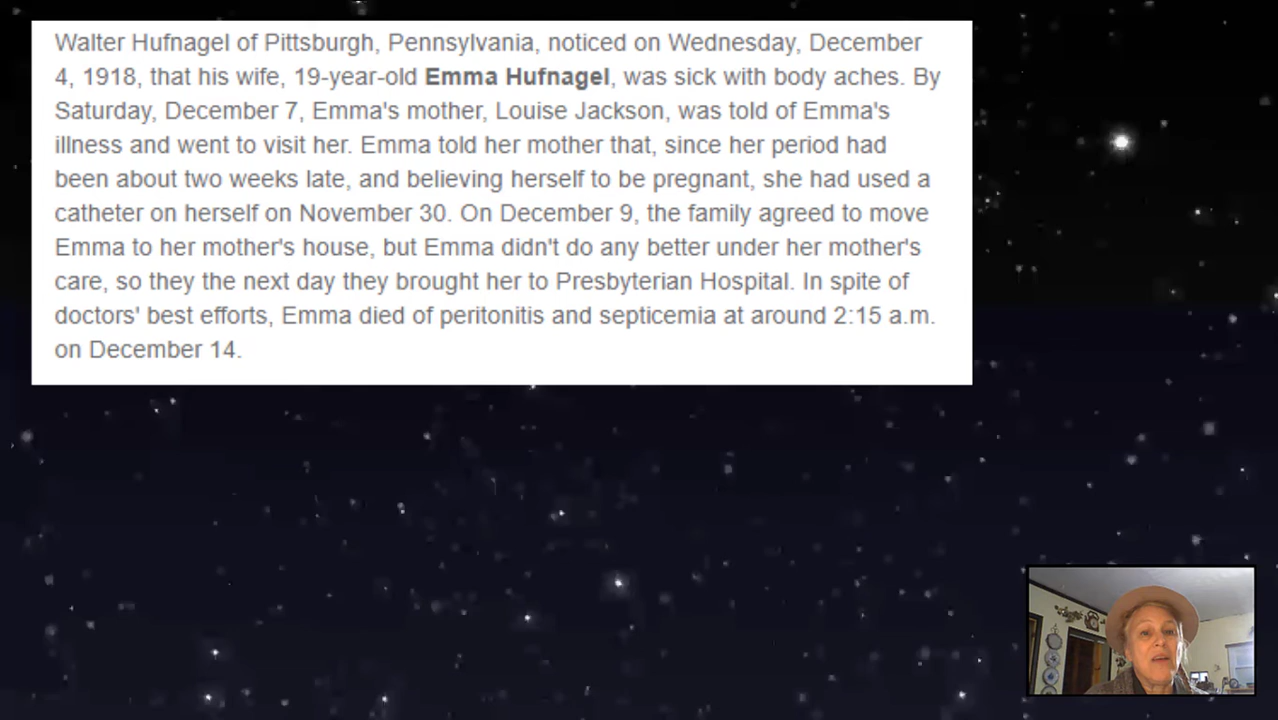 Walter Hufnagel of Pittsburgh, Pennsylvania, noticed on Wednesday, December
4, 1918, that his wife, 19-year-old Emma Hufnagel, was sick with body aches. By
Saturday, December 7, Emma's mother, Louise Jackson, was told of Emma's
illness and went to visit her. Emma told her mother that, since her period had
been about two weeks late, and believing herself to be pregnant, she had used a
catheter on herself on November 30. On December 9, the family agreed to move
Emma to her mother's house, but Emma didn't do any better under her mother's
care, so they the next day they brought her to Presbyterian Hospital. In spite of
doctors' best efforts, Emma died of peritonitis and septicemia at around 2:15 a.m.
on December 14.